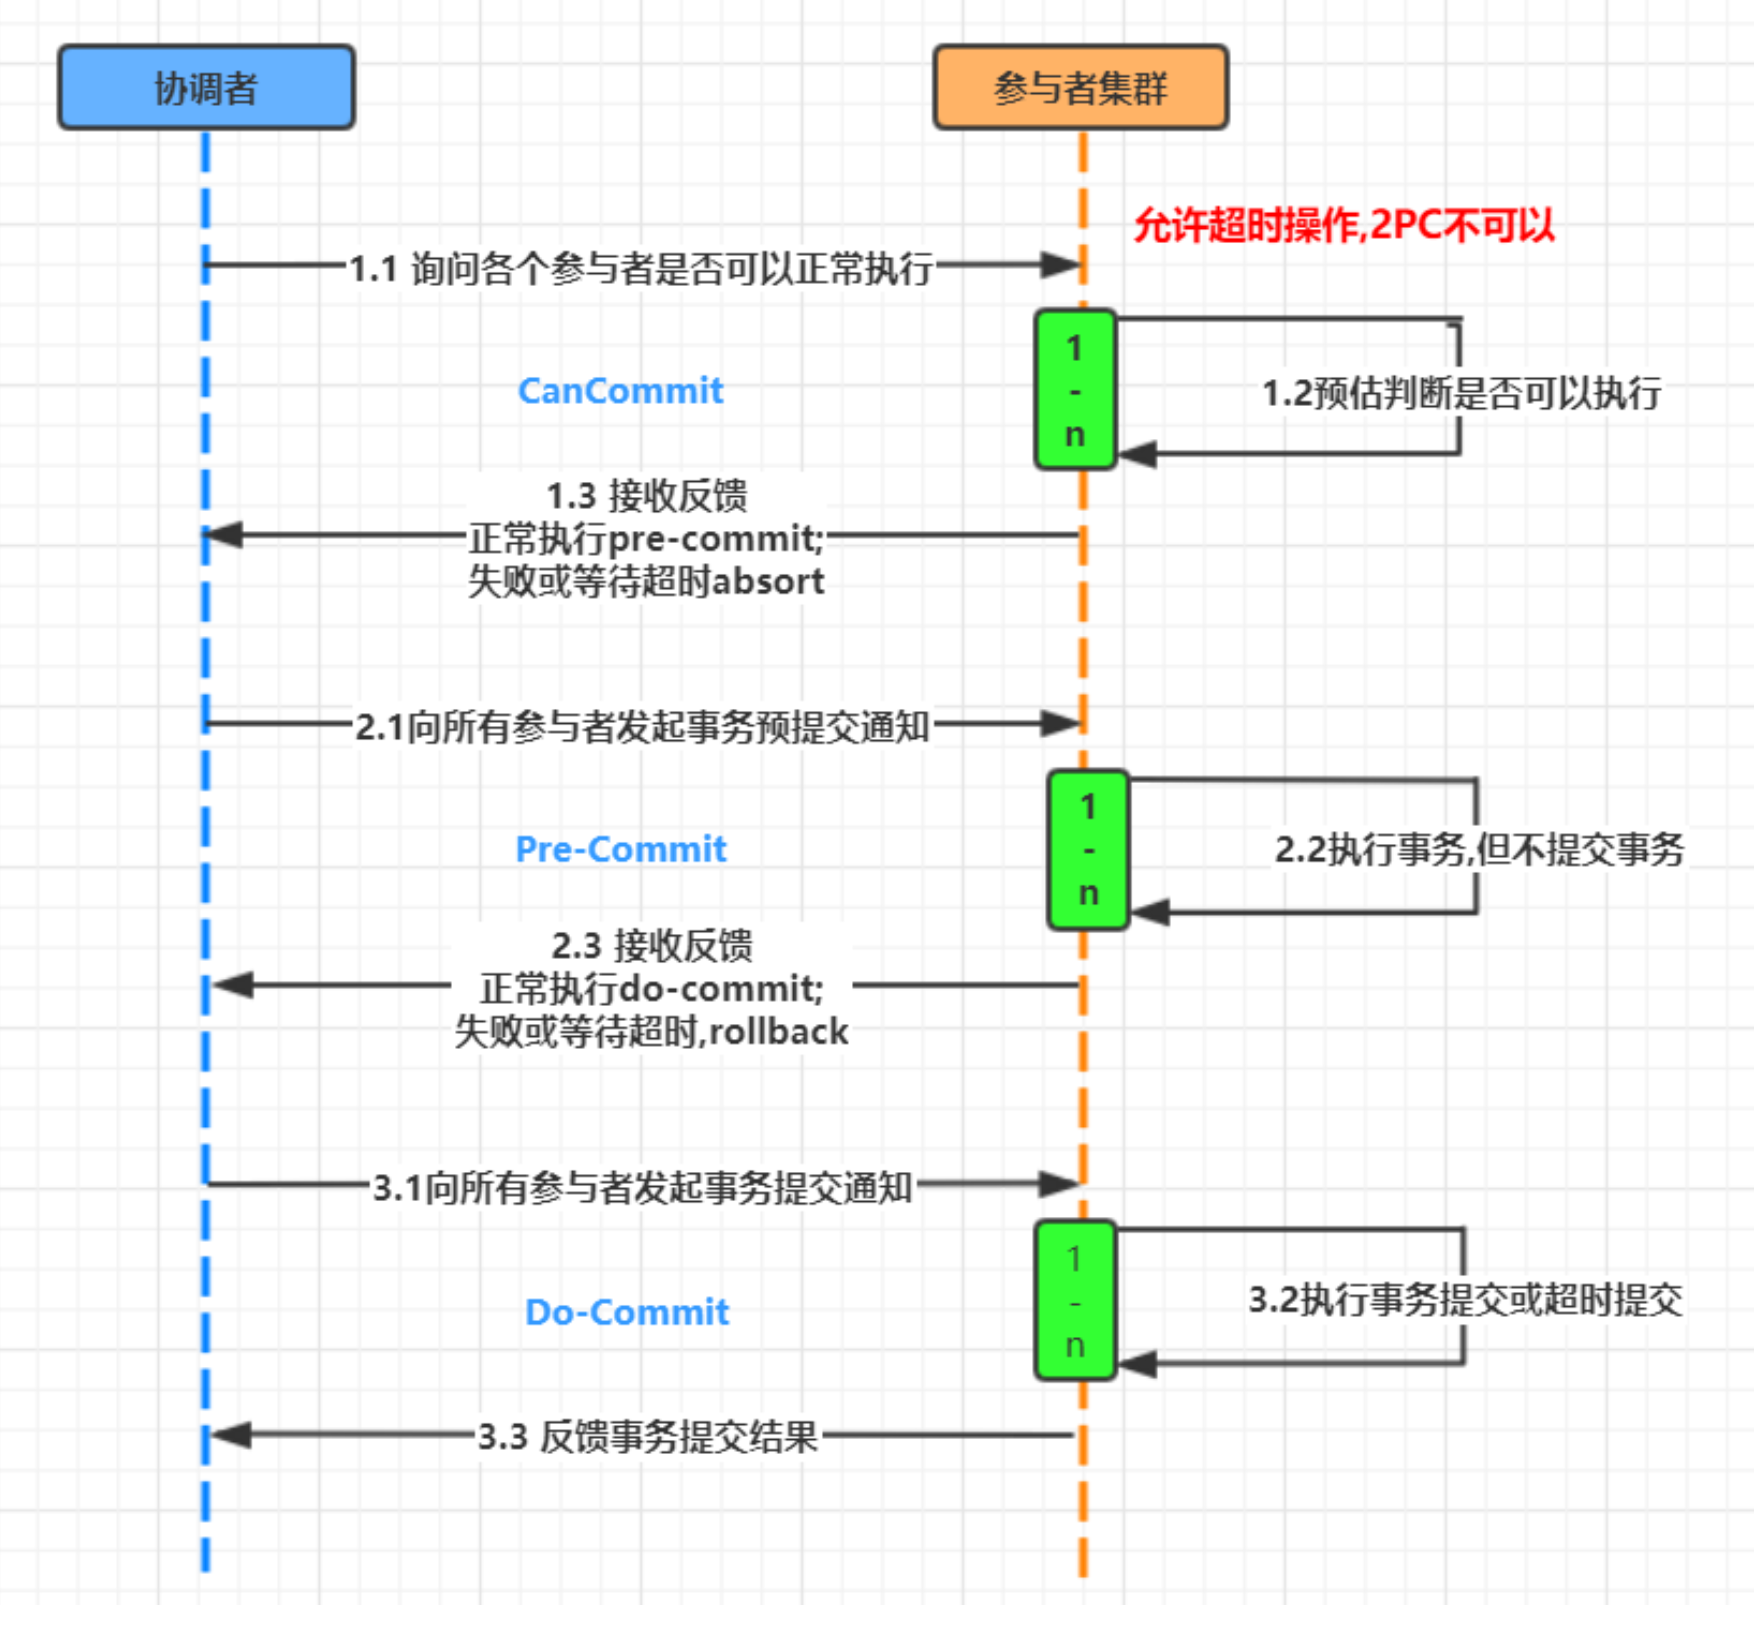 协调者
参与者集群
允许超时操作,2PC不可以
1.1 询问各个参与者是否可以正常执行
1
-
n
1.2预估判断是否可以执行
CanCommit
1.3 接收反馈
正常执行pre-commit;
失败或等待超时absort
2.1向所有参与者发起事务预提交通知
1
-
n
2.2执行事务,但不提交事务
Pre-Commit
2.3 接收反馈
正常执行do-commit;
失败或等待超时,rollback
3.1向所有参与者发起事务提交通知
1
-
n
3.2执行事务提交或超时提交
Do-Commit
3.3 反馈事务提交结果